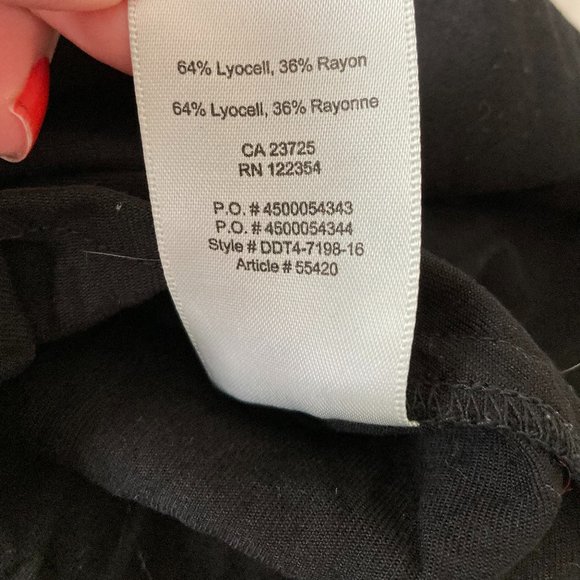 64% Lyocell, 36% Rayon
64% Lyocell, 36% Rayonne
CA 23725
RN 122354
P.O. # 4500054343
P.O. # 4500054344
Style # DDT4-7198-16
Article # 55420